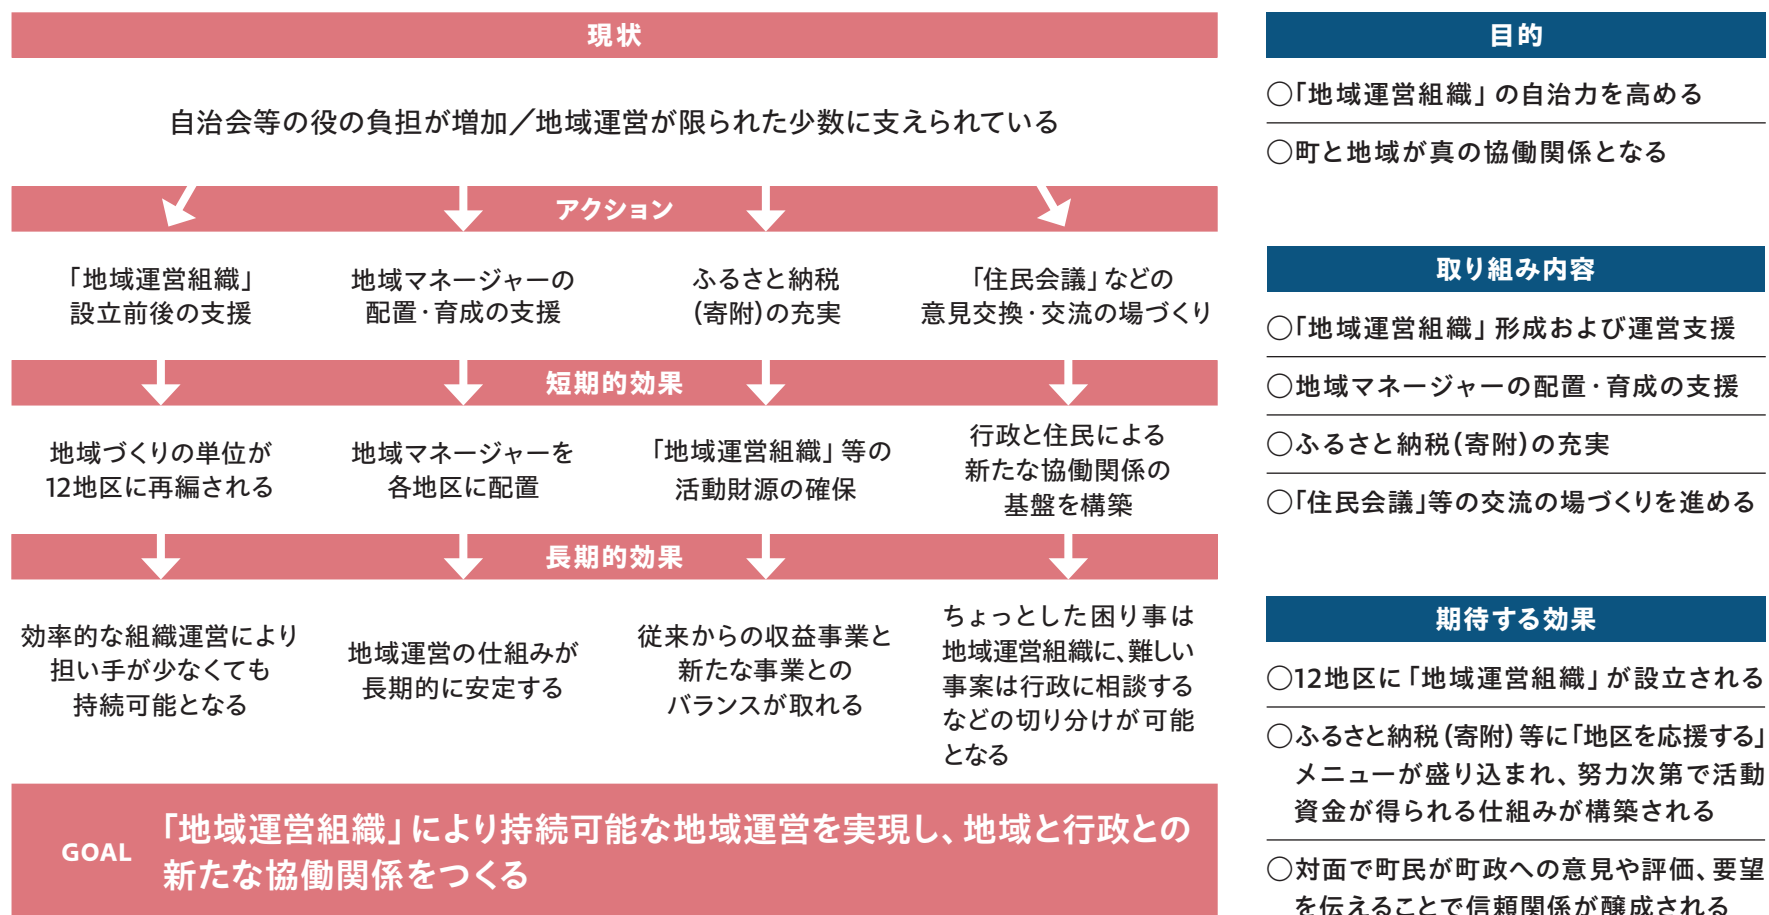 現状
自治会等の役の負担が増加／地域運営が限られた少数に支えられている
アクション
「地域運営組織」
設立前後の支援
地域マネージャーの
配置・育成の支援
ふるさと納税
(寄附)の充実
「住民会議」などの
意見交換・交流の場づくり
短期的効果
地域づくりの単位が
12地区に再編される
地域マネージャーを
各地区に配置
「地域運営組織」等の
活動財源の確保
行政と住民による
新たな協働関係の
基盤を構築
長期的効果
効率的な組織運営により
担い手が少なくても
持続可能となる
地域運営の仕組みが
長期的に安定する
従来からの収益事業と
新たな事業との
バランスが取れる
ちょっとした困り事は
地域運営組織に、難しい
事案は行政に相談する
などの切り分けが可能
となる
GOAL
「地域運営組織」により持続可能な地域運営を実現し、地域と行政との
新たな協働関係をつくる
目的
○「地域運営組織」の自治力を高める
○町と地域が真の協働関係となる
取り組み内容
○「地域運営組織」形成および運営支援
○地域マネージャーの配置・育成の支援
○ふるさと納税(寄附)の充実
○「住民会議」等の交流の場づくりを進める
期待する効果
○12地区に「地域運営組織」が設立される
○ふるさと納税(寄附)等に「地区を応援する」
メニューが盛り込まれ、努力次第で活動
資金が得られる仕組みが構築される
○対面で町民が町政への意見や評価、要望
を伝えることで信頼関係が醸成される